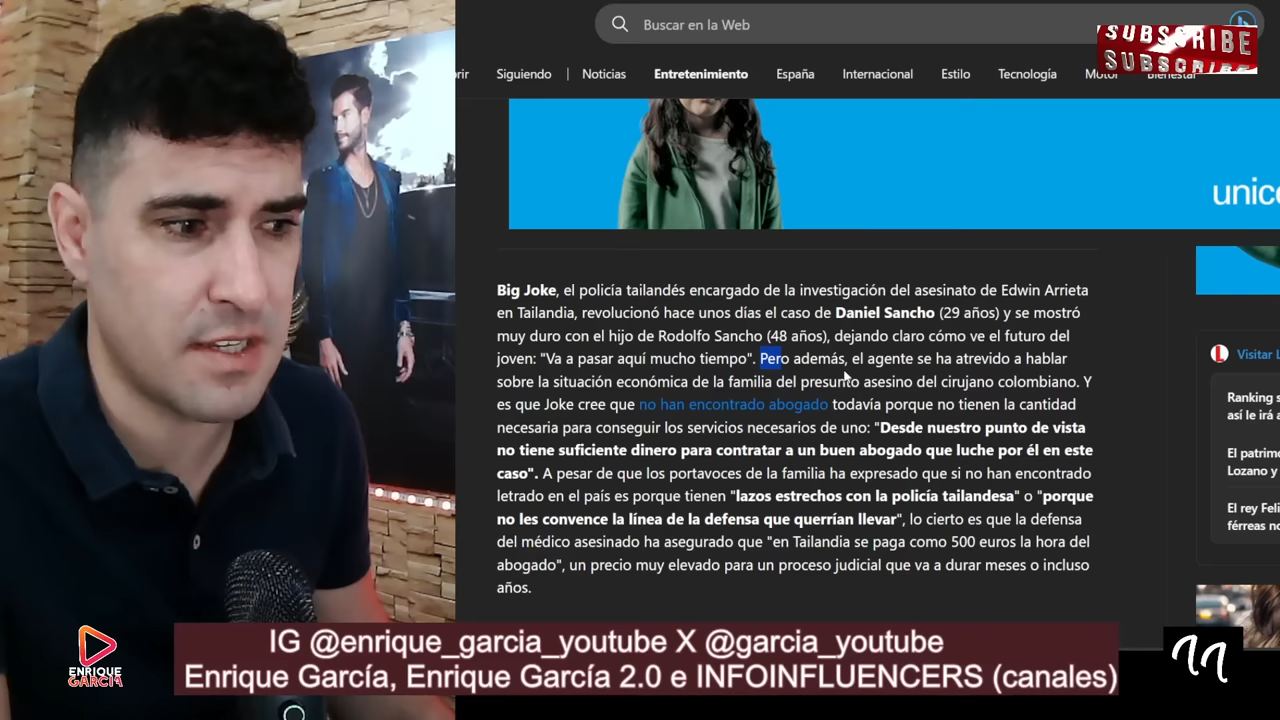 Buscar en la Web
SUBSCRIBE
SUBSCRIBE
Siguiendo | Noticias Entretenimiento España Internacional Estilo Tecnología Motor Bienestar
Big Joke, el policía tailandés encargado de la investigación del asesinato de Edwin Arrieta
en Tailandia, revolucionó hace unos días el caso de Daniel Sancho (29 años) y se mostró
muy duro con el hijo de Rodolfo Sancho (48 años), dejando claro cómo ve el futuro del
joven: "Va a pasar aquí mucho tiempo". Pero además, el agente se ha atrevido a hablar
sobre la situación económica de la familia del presunto asesino del cirujano colombiano. Y
es que Joke cree que no han encontrado abogado todavía porque no tienen la cantidad
necesaria para conseguir los servicios necesarios de uno: "Desde nuestro punto de vista
no tiene suficiente dinero para contratar a un buen abogado que luche por él en este
caso". A pesar de que los portavoces de la familia ha expresado que si no han encontrado
letrado en el país es porque tienen "lazos estrechos con la policía tailandesa" o "porque
no les convence la línea de la defensa que querrían llevar", lo cierto es que la defensa
del médico asesinado ha asegurado que "en Tailandia se paga como 500 euros la hora del
abogado", un precio muy elevado para un proceso judicial que va a durar meses o incluso
años.
Visitar
Ranking
así le irá
El patrim
Lozano y
El rey Feli
férreas no
IG @enrique_garcia_youtube X @garcia_youtube
Enrique García, Enrique García 2.0 e INFOINFLUENCERS (canales)
ENRIQUE
GARCÍA